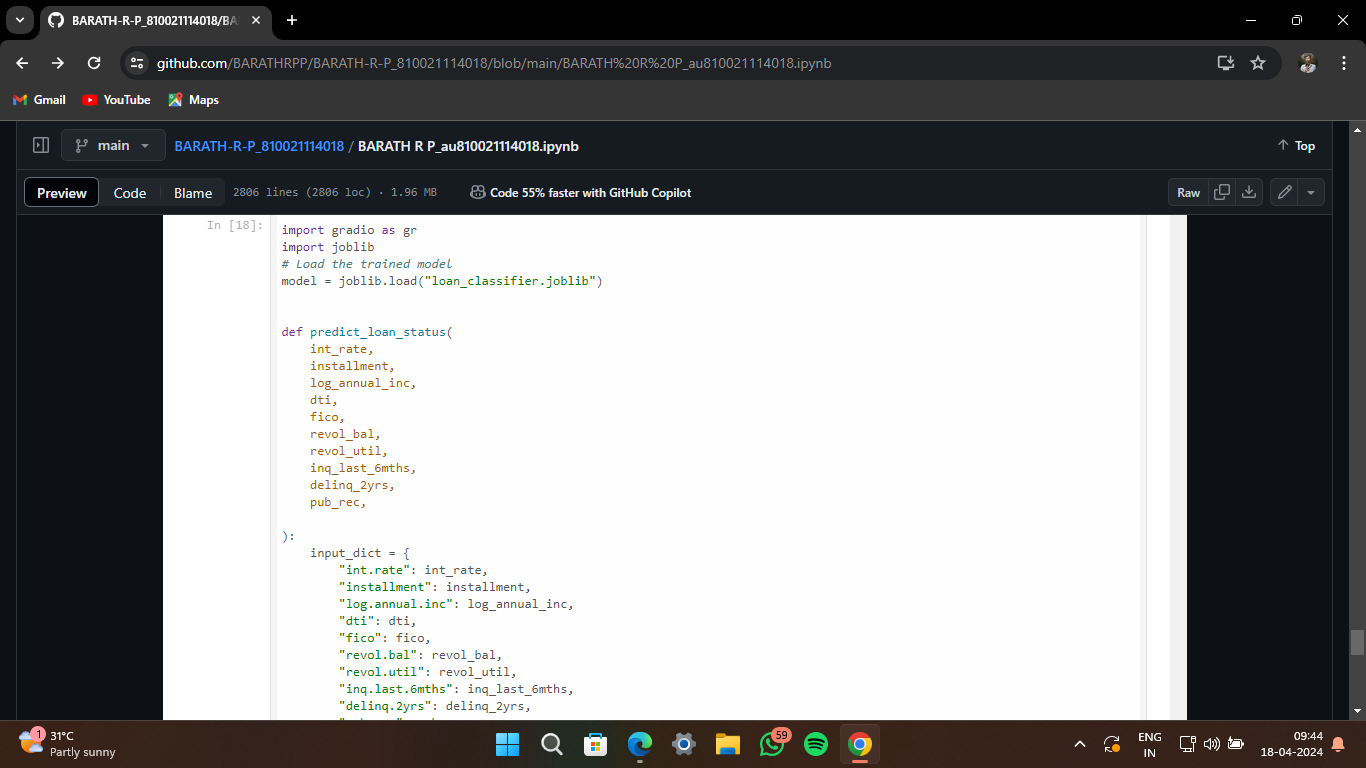 BARATH-R-P_810021114018/BA
github.com/BARATHRPP/BARATH-R-P_810021114018/blob/main/BARATH%20R%20P_au810021114018.ipynb
Gmail YouTube Maps
main BARATH-R-P_810021114018 / BARATH R P_au810021114018.ipynb Top
Preview Code Blame 2806 lines (2806 loc) · 1.96 MB Code 55% faster with GitHub Copilot Raw
In [18]:
import gradio as gr
import joblib
# Load the trained model
model = joblib.load("loan_classifier.joblib")
def predict_loan_status(
int_rate,
installment,
log_annual_inc,
dti,
fico,
revol_bal,
revol_util,
inq_last_6mths,
delinq_2yrs,
pub_rec,
):
input_dict = {
"int.rate": int_rate,
"installment": installment,
"log.annual.inc": log_annual_inc,
"dti": dti,
"fico": fico,
"revol.bal": revol_bal,
"revol.util": revol_util,
"inq.last.6mths": inq_last_6mths,
"delinq.2yrs": delinq_2yrs,
1 31°C
Partly sunny
59
ENG
IN
09:44
18-04-2024